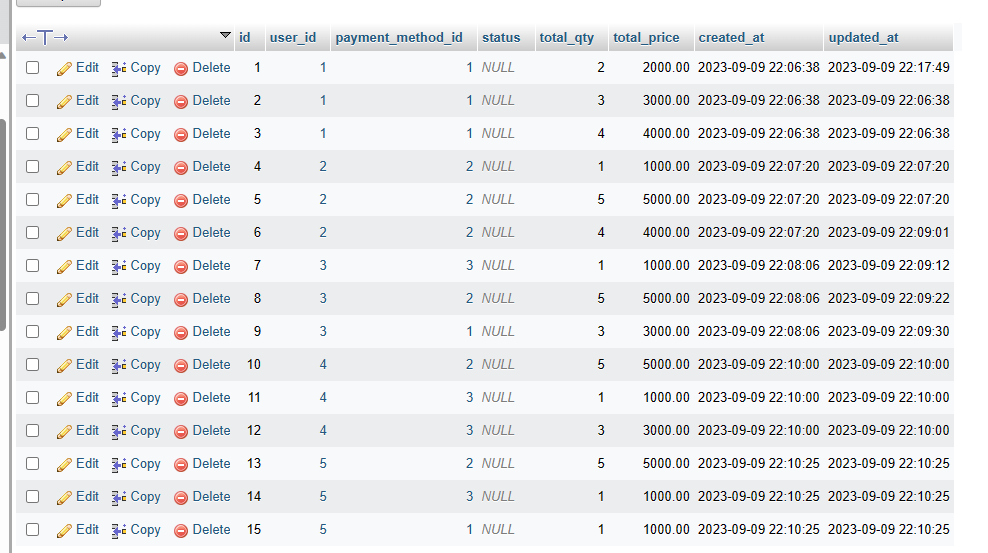 id user_id payment_method_id status total_qty total_price created_at updated_at
Edit Copy Delete 1 1 1 NULL 2 2000.00 2023-09-09 22:06:38 2023-09-09 22:17:49
Edit Copy Delete 2 1 1 NULL 3 3000.00 2023-09-09 22:06:38 2023-09-09 22:06:38
Edit Copy Delete 3 1 1 NULL 4 4000.00 2023-09-09 22:06:38 2023-09-09 22:06:38
Edit Copy Delete 4 2 2 NULL 1 1000.00 2023-09-09 22:07:20 2023-09-09 22:07:20
Edit Copy Delete 5 2 2 NULL 5 5000.00 2023-09-09 22:07:20 2023-09-09 22:07:20
Edit Copy Delete 6 2 2 NULL 4 4000.00 2023-09-09 22:07:20 2023-09-09 22:09:01
Edit Copy Delete 7 3 3 NULL 1 1000.00 2023-09-09 22:08:06 2023-09-09 22:09:12
Edit Copy Delete 8 3 2 NULL 5 5000.00 2023-09-09 22:08:06 2023-09-09 22:09:22
Edit Copy Delete 9 3 1 NULL 3 3000.00 2023-09-09 22:08:06 2023-09-09 22:09:30
Edit Copy Delete 10 4 2 NULL 5 5000.00 2023-09-09 22:10:00 2023-09-09 22:10:00
Edit Copy Delete 11 4 3 NULL 1 1000.00 2023-09-09 22:10:00 2023-09-09 22:10:00
Edit Copy Delete 12 4 3 NULL 3 3000.00 2023-09-09 22:10:00 2023-09-09 22:10:00
Edit Copy Delete 13 5 2 NULL 5 5000.00 2023-09-09 22:10:25 2023-09-09 22:10:25
Edit Copy Delete 14 5 3 NULL 1 1000.00 2023-09-09 22:10:25 2023-09-09 22:10:25
Edit Copy Delete 15 5 1 NULL 1 1000.00 2023-09-09 22:10:25 2023-09-09 22:10:25